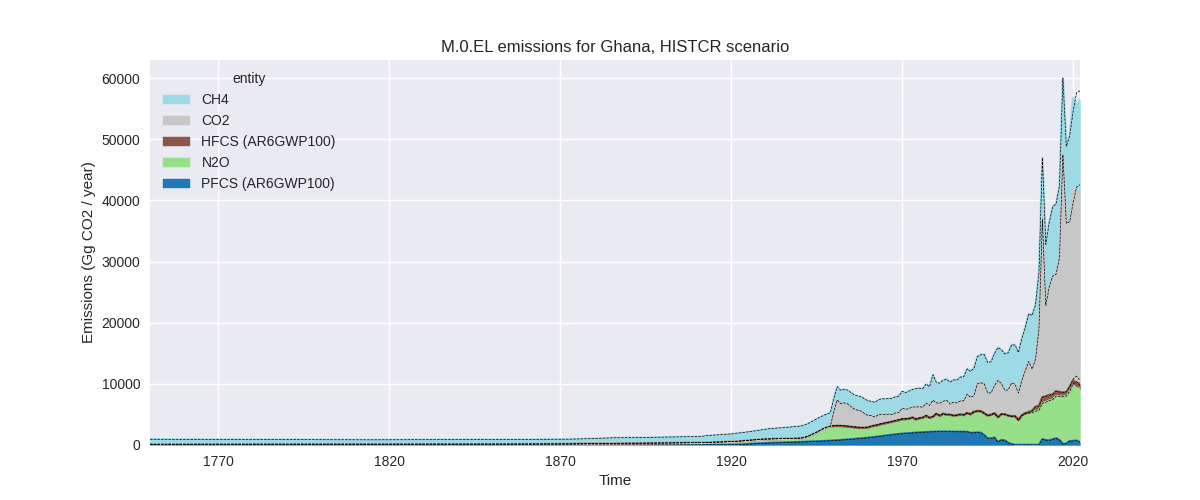 M.0.EL emissions for Ghana, HISTCR scenario
Emissions (Gg CO2 / year)
60000
50000
40000
30000
20000
10000
0
entity
CH4
CO2
HFCS (AR6GWP100)
N2O
PFCS (AR6GWP100)
1770 1820 1870 1920 1970 2020
Time